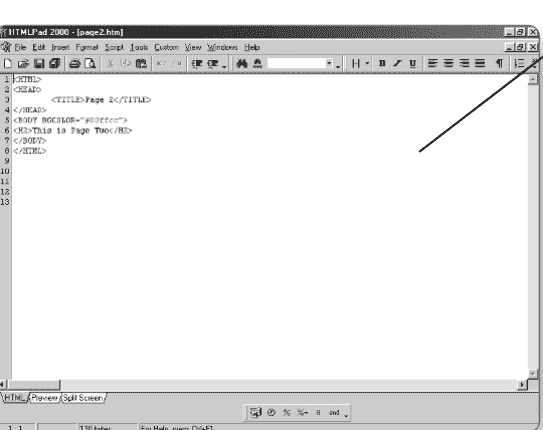 HTMLPad 2000 - [page2.htm]
File Edit Insert Format Script Tools Custom View Windows Help
H B I U
1 <HTML>
2 <HEAD>
3 <TITLE>Page 2</TITLE>
4 </HEAD>
5 <BODY BGCOLOR="#00ffcc">
6 <H2>This is Page Two</H2>
7 </BODY>
8 </HTML>
9
10
11
12
13
HTML Preview Split Screen
% %= end
1 : 1 130 bytes For Help, press